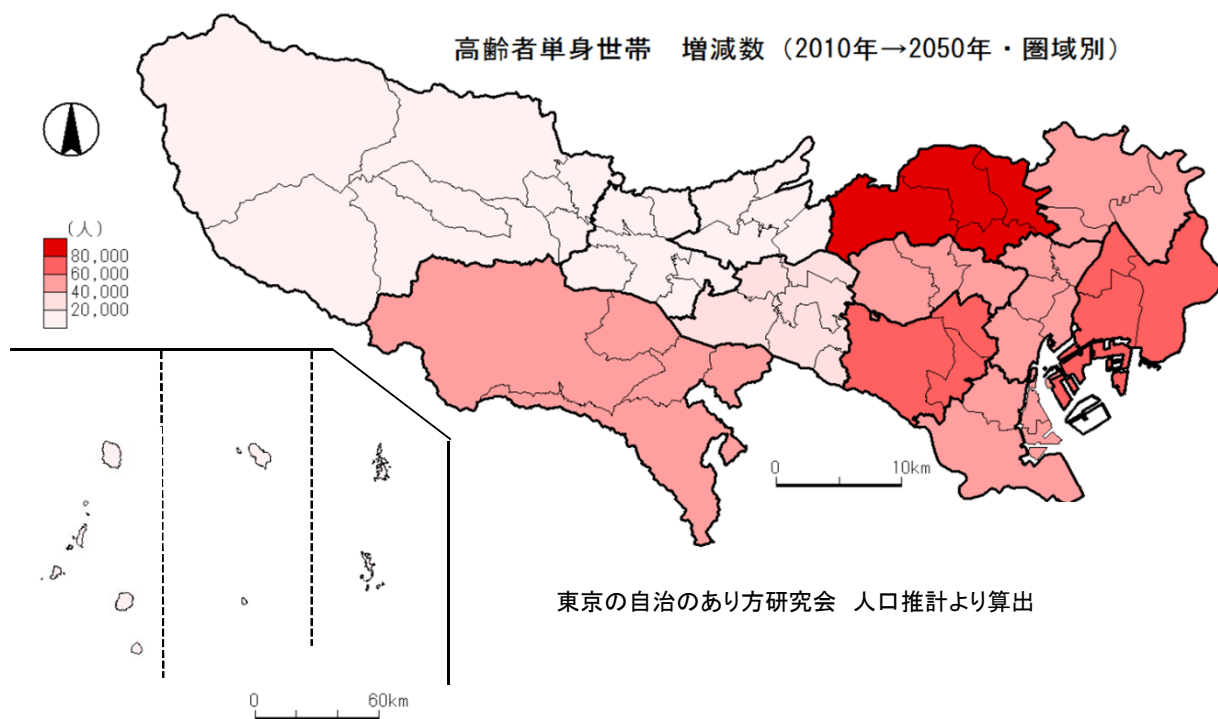 高齢者単身世帯　増減数（2010年→2050年・圏域別）
(人)
80,000
60,000
40,000
20,000
0 10km
東京の自治のあり方研究会　人口推計より算出
0 60km